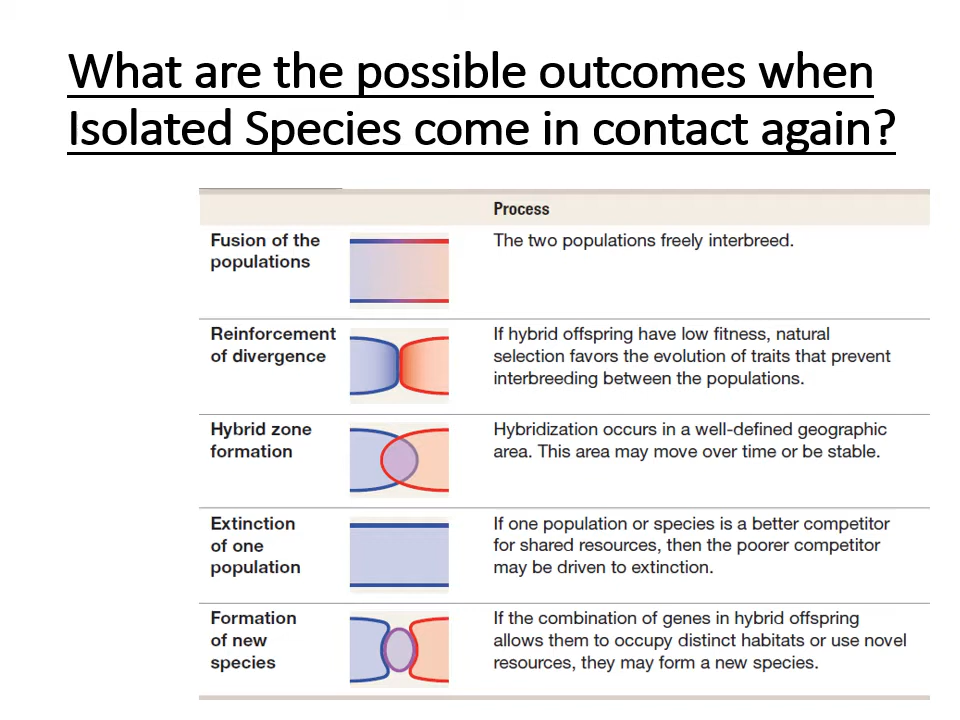 What are the possible outcomes when
Isolated Species come in contact again?
Process
Fusion of the
populations
The two populations freely interbreed.
Reinforcement
of divergence
If hybrid offspring have low fitness, natural
selection favors the evolution of traits that prevent
interbreeding between the populations.
Hybrid zone
formation
Hybridization occurs in a well-defined geographic
area. This area may move over time or be stable.
Extinction
of one
population
If one population or species is a better competitor
for shared resources, then the poorer competitor
may be driven to extinction.
Formation
of new
species
If the combination of genes in hybrid offspring
allows them to occupy distinct habitats or use novel
resources, they may form a new species.